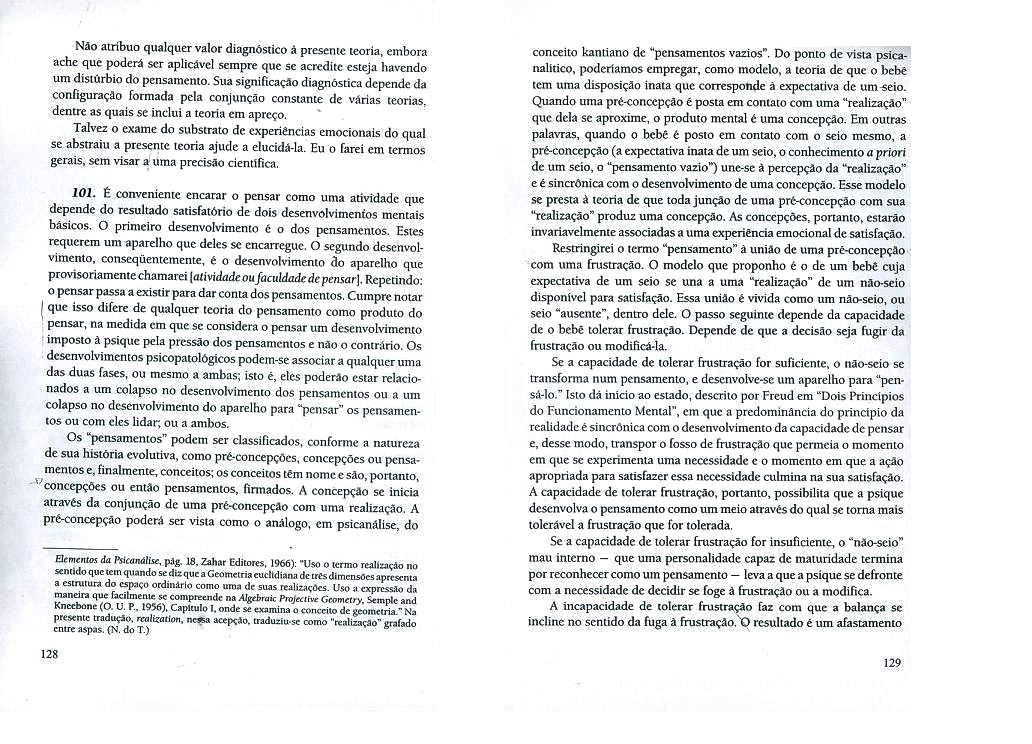 Não atribuo qualquer valor diagnóstico à presente teoria, embora
ache que poderá ser aplicável sempre que se acredite esteja havendo
um distúrbio do pensamento. Sua significação diagnóstica depende da
configuração formada pela conjunção constante de várias teorias,
dentre as quais se inclui a teoria em apreço.
Talvez o exame do substrato de experiências emocionais do qual
se abstraiu a presente teoria ajude a elucidá-la. Eu o farei em termos
gerais, sem visar a uma precisão científica.
101. É conveniente encarar o pensar como uma atividade que
depende do resultado satisfatório de dois desenvolvimentos mentais
básicos. O primeiro desenvolvimento é o dos pensamentos. Estes
requerem um aparelho que deles se encarregue. O segundo desenvol-
vimento, conseqüentemente, é o desenvolvimento do aparelho que
provisoriamente chamarei [atividade ou faculdade de pensar]. Repetindo:
o pensar passa a existir para dar conta dos pensamentos. Cumpre notar
que isso difere de qualquer teoria do pensamento como produto do
pensar, na medida em que se considera o pensar um desenvolvimento
imposto à psique pela pressão dos pensamentos e não o contrário. Os
desenvolvimentos psicopatológicos podem-se associar a qualquer uma
das duas fases, ou mesmo a ambas; isto é, eles poderão estar relacio-
nados a um colapso no desenvolvimento dos pensamentos ou a um
colapso no desenvolvimento do aparelho para "pensar" os pensamen-
tos ou com eles lidar; ou a ambos.
Os "pensamentos" podem ser classificados, conforme a natureza
de sua história evolutiva, como pré-concepções, concepções ou pensa-
mentos e, finalmente, conceitos; os conceitos têm nome e são, portanto,
concepções ou então pensamentos, firmados. A concepção se inicia
através da conjunção de uma pré-concepção com uma realização. A
pré-concepção poderá ser vista como o análogo, em psicanálise, do
Elementos da Psicanálise, pág. 18, Zahar Editores, 1966): "Uso o termo realização no
sentido que tem quando se diz que a Geometria euclidiana de três dimensões apresenta
a estrutura do espaço ordinário como uma de suas realizações. Uso a expressão da
maneira que facilmente se compreende na Algebraic Projective Geometry, Semple and
Kneebone (O. U. P., 1956), Capítulo I, onde se examina o conceito de geometria." Na
presente tradução, realization, nessa acepção, traduziu-se como "realização" grafado
entre aspas. (N. do T.)
128
conceito kantiano de "pensamentos vazios". Do ponto de vista psica-
nalítico, poderíamos empregar, como modelo, a teoria de que o bebê
tem uma disposição inata que corresponde à expectativa de um seio.
Quando uma pré-concepção é posta em contato com uma "realização"
que dela se aproxime, o produto mental é uma concepção. Em outras
palavras, quando o bebê é posto em contato com o seio mesmo, a
pré-concepção (a expectativa inata de um seio, o conhecimento a priori
de um seio, o "pensamento vazio") une-se à percepção da "realização"
e é sincrônica com o desenvolvimento de uma concepção. Esse modelo
se presta à teoria de que toda junção de uma pré-concepção com sua
"realização" produz uma concepção. As concepções, portanto, estarão
invariavelmente associadas a uma experiência emocional de satisfação.
Restringirei o termo "pensamento" à união de uma pré-concepção
com uma frustração. O modelo que proponho é o de um bebê cuja
expectativa de um seio se una a uma "realização" de um não-seio
disponível para satisfação. Essa união é vivida como um não-seio, ou
seio "ausente", dentro dele. O passo seguinte depende da capacidade
de o bebê tolerar frustração. Depende de que a decisão seja fugir da
frustração ou modificá-la.
Se a capacidade de tolerar frustração for suficiente, o não-seio se
transforma num pensamento, e desenvolve-se um aparelho para "pen-
sá-lo." Isto dá início ao estado, descrito por Freud em "Dois Princípios
do Funcionamento Mental", em que a predominância do princípio da
realidade é sincrônica com o desenvolvimento da capacidade de pensar
e, desse modo, transpor o fosso de frustração que permeia o momento
em que se experimenta uma necessidade e o momento em que a ação
apropriada para satisfazer essa necessidade culmina na sua satisfação.
A capacidade de tolerar frustração, portanto, possibilita que a psique
desenvolva o pensamento como um meio através do qual se torna mais
tolerável a frustração que for tolerada.
Se a capacidade de tolerar frustração for insuficiente, o "não-seio"
mau interno — que uma personalidade capaz de maturidade termina
por reconhecer como um pensamento — leva a que a psique se defronte
com a necessidade de decidir se foge à frustração ou a modifica.
A incapacidade de tolerar frustração faz com que a balança se
incline no sentido da fuga à frustração. O resultado é um afastamento
129